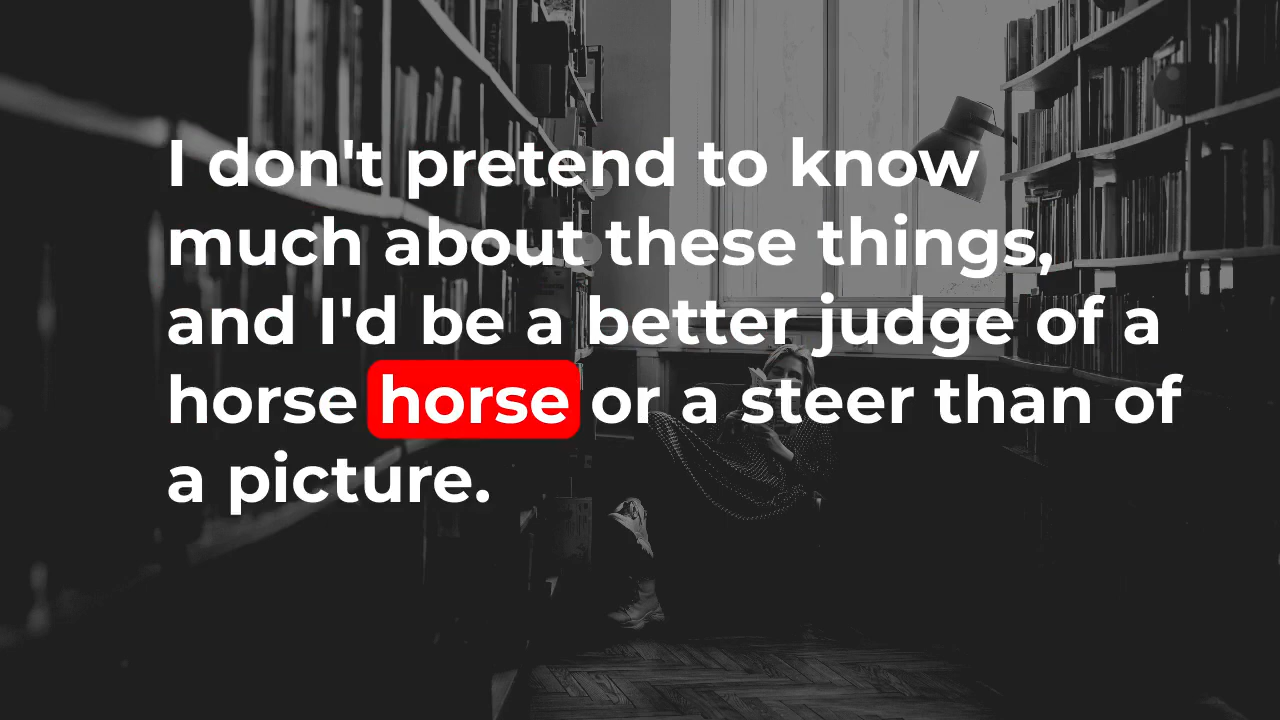 I don't pretend to know
much about these things,
and I'd be a better judge of a
horse horse or a steer than of
a picture.